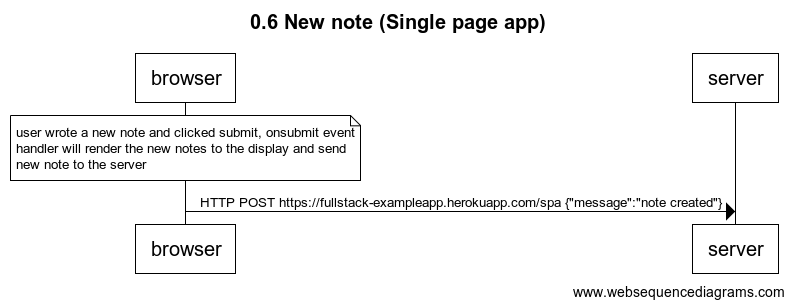 0.6 New note (Single page app)
browser
server
user wrote a new note and clicked submit, onsubmit event
handler will render the new notes to the display and send
new note to the server
HTTP POST https://fullstack-exampleapp.herokuapp.com/spa {"message":"note created"}
browser
server
www.websequencediagrams.com